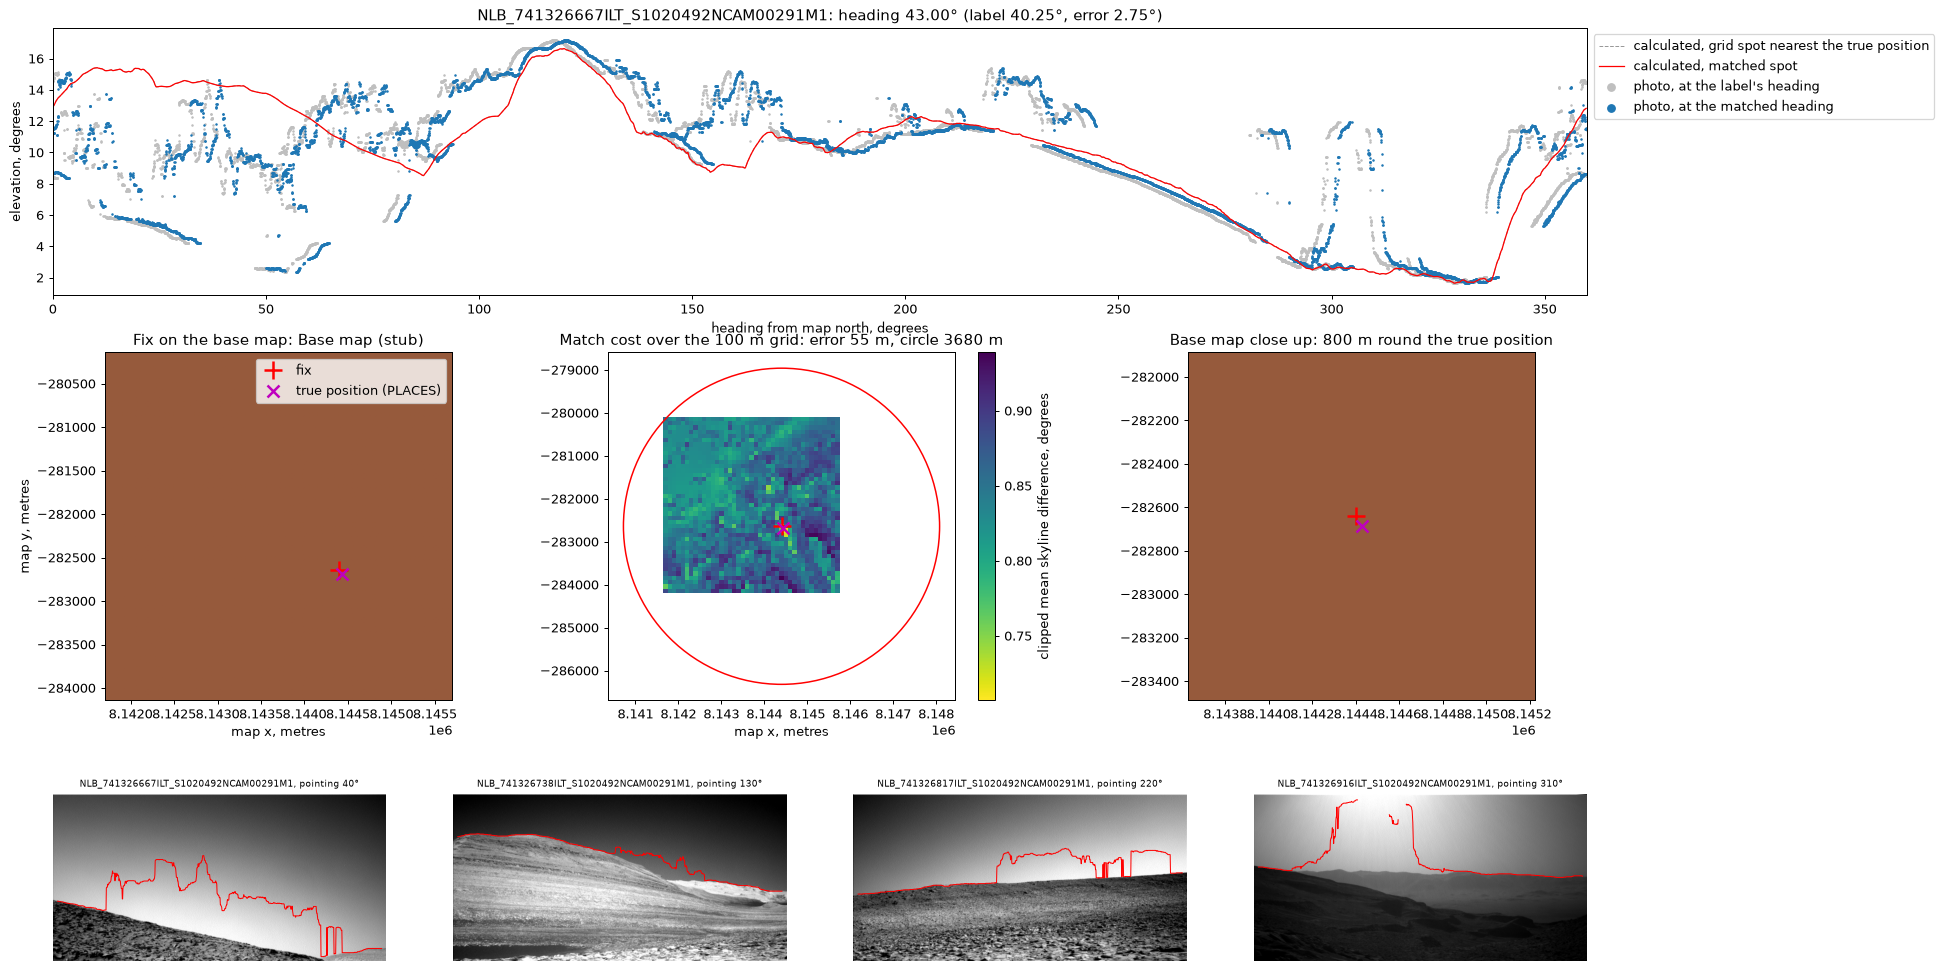 NLB_741326667ILT_S1020492NCAM00291M1: heading 43.00° (label 40.25°, error 2.75°)
elevation, degrees
16
14
12
10
8
6
4
2
0
50
100
150
200
250
300
350
heading from map north, degrees
calculated, grid spot nearest the true position
calculated, matched spot
photo, at the label's heading
photo, at the matched heading
Fix on the base map: Base map (stub)
fix
true position (PLACES)
map y, metres
−280500
−281000
−281500
−282000
−282500
−283000
−283500
−284000
8.14208.14258.14308.14358.14408.14458.14508.1455
1e6
map x, metres
Match cost over the 100 m grid: error 55 m, circle 3680 m
−279000
−280000
−281000
−282000
−283000
−284000
−285000
−286000
8.141
8.142
8.143
8.144
8.145
8.146
8.147
8.148
1e6
map x, metres
0.90
0.85
0.80
0.75
clipped mean skyline difference, degrees
Base map close up: 800 m round the true position
−282000
−282200
−282400
−282600
−282800
−283000
−283200
−283400
8.14388.14408.14428.14448.14468.14488.14508.1452
1e6
NLB_741326667ILT_S1020492NCAM00291M1, pointing 40°
NLB_741326738ILT_S1020492NCAM00291M1, pointing 130°
NLB_741326817ILT_S1020492NCAM00291M1, pointing 220°
NLB_741326916ILT_S1020492NCAM00291M1, pointing 310°